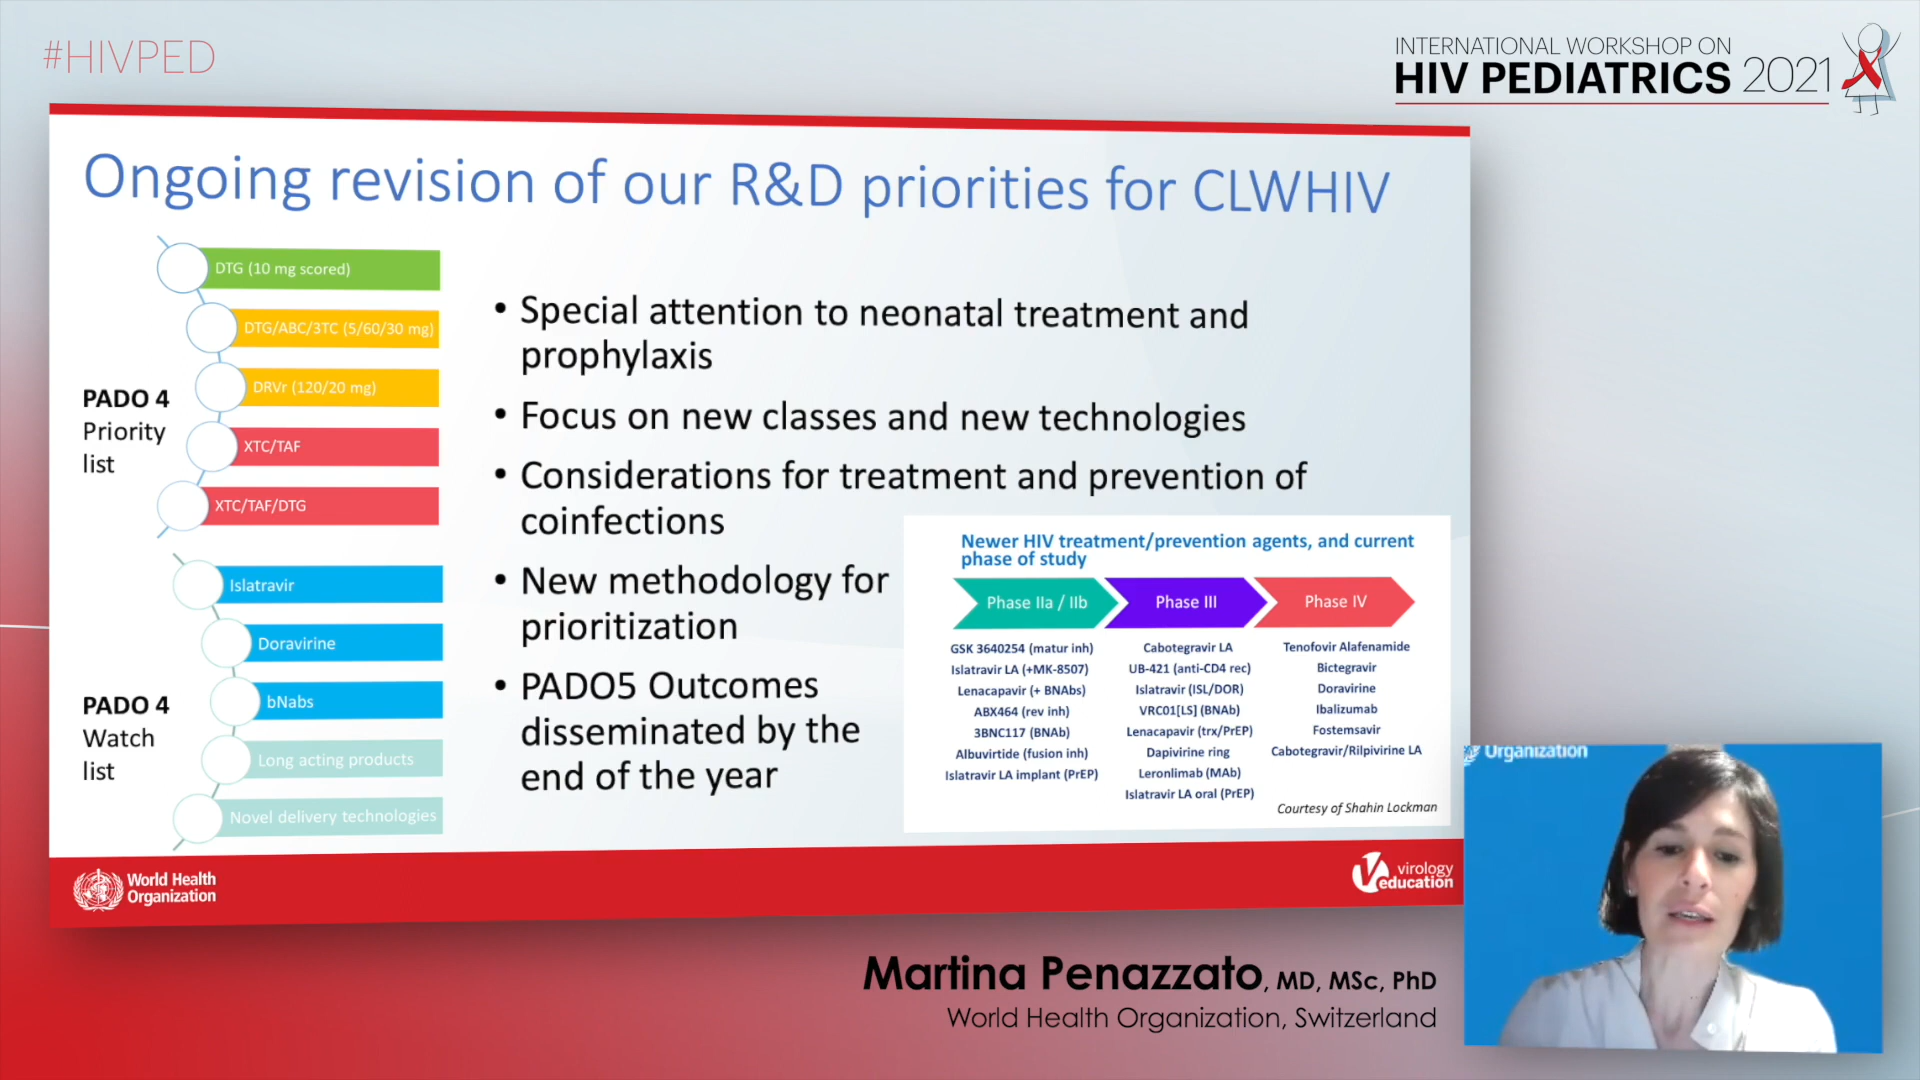 #HIVPED
INTERNATIONAL WORKSHOP ON
HIV PEDIATRICS 2021
Ongoing revision of our R&D priorities for CLWHIV
PADO 4
Priority
list
DTG (10 mg scored)
DTG/ABC/3TC (5/60/30 mg)
DRVr (120/20 mg)
XTC/TAF
XTC/TAF/DTG
PADO 4
Watch
list
Islatravir
Doravirine
bNabs
Long acting products
Novel delivery technologies
• Special attention to neonatal treatment and
prophylaxis
• Focus on new classes and new technologies
• Considerations for treatment and prevention of
coinfections
• New methodology for
prioritization
• PADO5 Outcomes
disseminated by the
end of the year
Newer HIV treatment/prevention agents, and current
phase of study
Phase IIa / IIb
GSK 3640254 (matur inh)
Islatravir LA (+MK-8507)
Lenacapavir (+ BNAbs)
ABX464 (rev inh)
3BNC117 (BNAb)
Albuvirtide (fusion inh)
Islatravir LA implant (PrEP)
Phase III
Cabotegravir LA
UB-421 (anti-CD4 rec)
Islatravir (ISL/DOR)
VRC01[LS] (BNAb)
Lenacapavir (trx/PrEP)
Dapivirine ring
Leronlimab (MAb)
Islatravir LA oral (PrEP)
Phase IV
Tenofovir Alafenamide
Bictegravir
Doravirine
Ibalizumab
Fostemsavir
Cabotegravir/Rilpivirine LA
Courtesy of Shahin Lockman
World Health
Organization
virology
education
Organization
Martina Penazzato, MD, MSc, PhD
World Health Organization, Switzerland